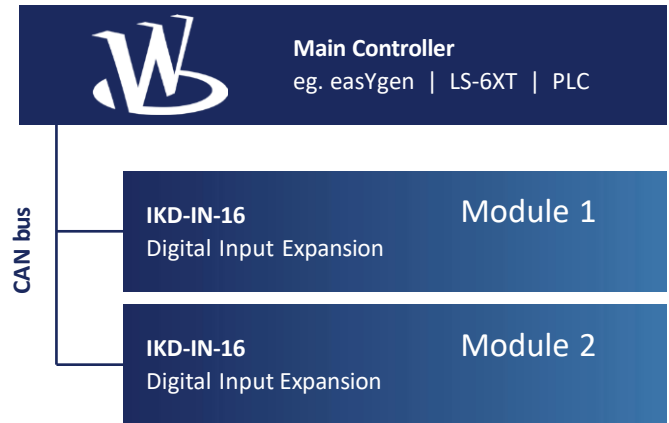 Main Controller
eg. easYgen | LS-6XT | PLC
CAN bus
IKD-IN-16 Module 1
Digital Input Expansion
IKD-IN-16 Module 2
Digital Input Expansion